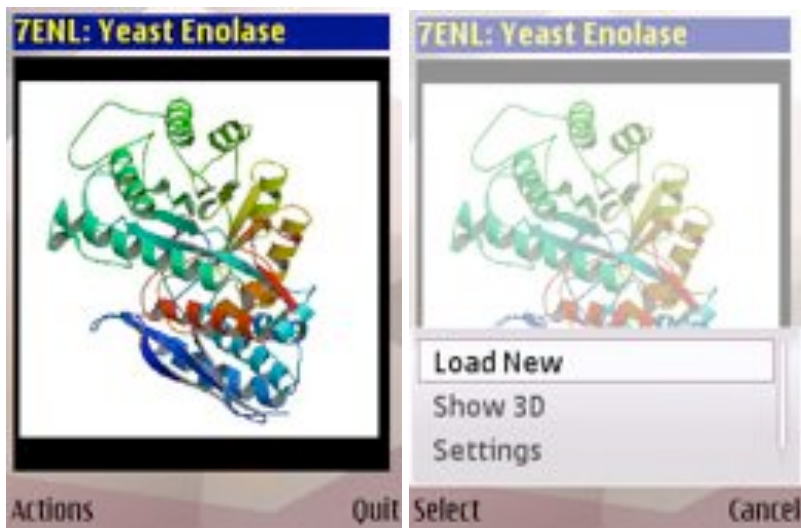 7ENL: Yeast Enolase
Actions Quit
7ENL: Yeast Enolase
Load New
Show 3D
Settings
Select Cancel